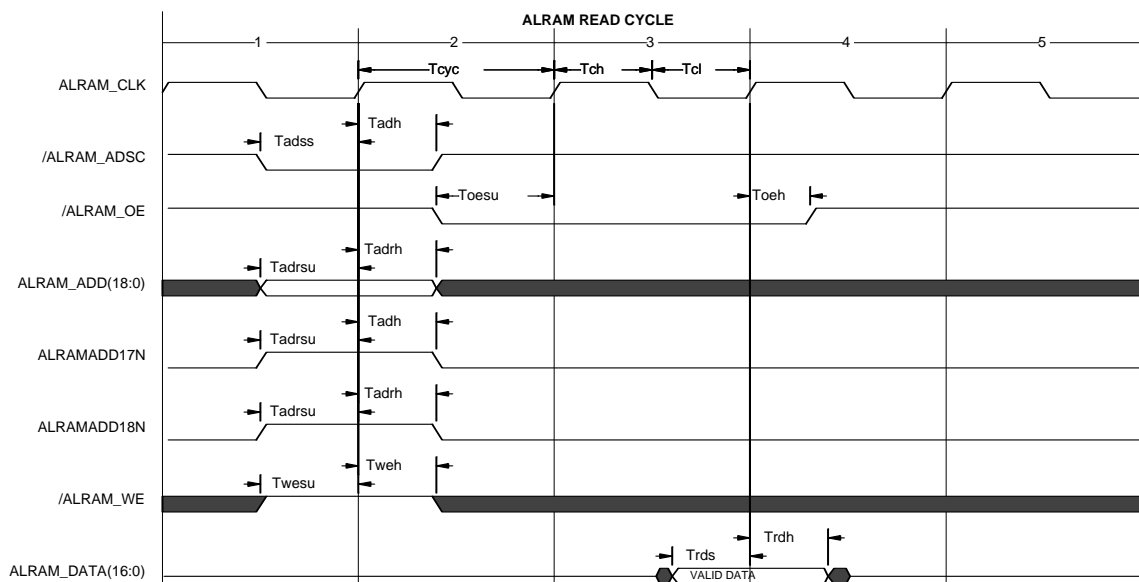 ALRAM READ CYCLE
1 2 3 4 5
Tcyc Tch Tcl
ALRAM_CLK
Tadh
Tadss
/ALRAM_ADSC
Toesu Toeh
/ALRAM_OE
Tadrh
Tadrsu
ALRAM_ADD(18:0)
Tadh
Tadrsu
ALRAMADD17N
Tadrh
Tadrsu
ALRAMADD18N
Tweh
Twesu
/ALRAM_WE
Trdh
Trds
ALRAM_DATA(16:0)
VALID DATA